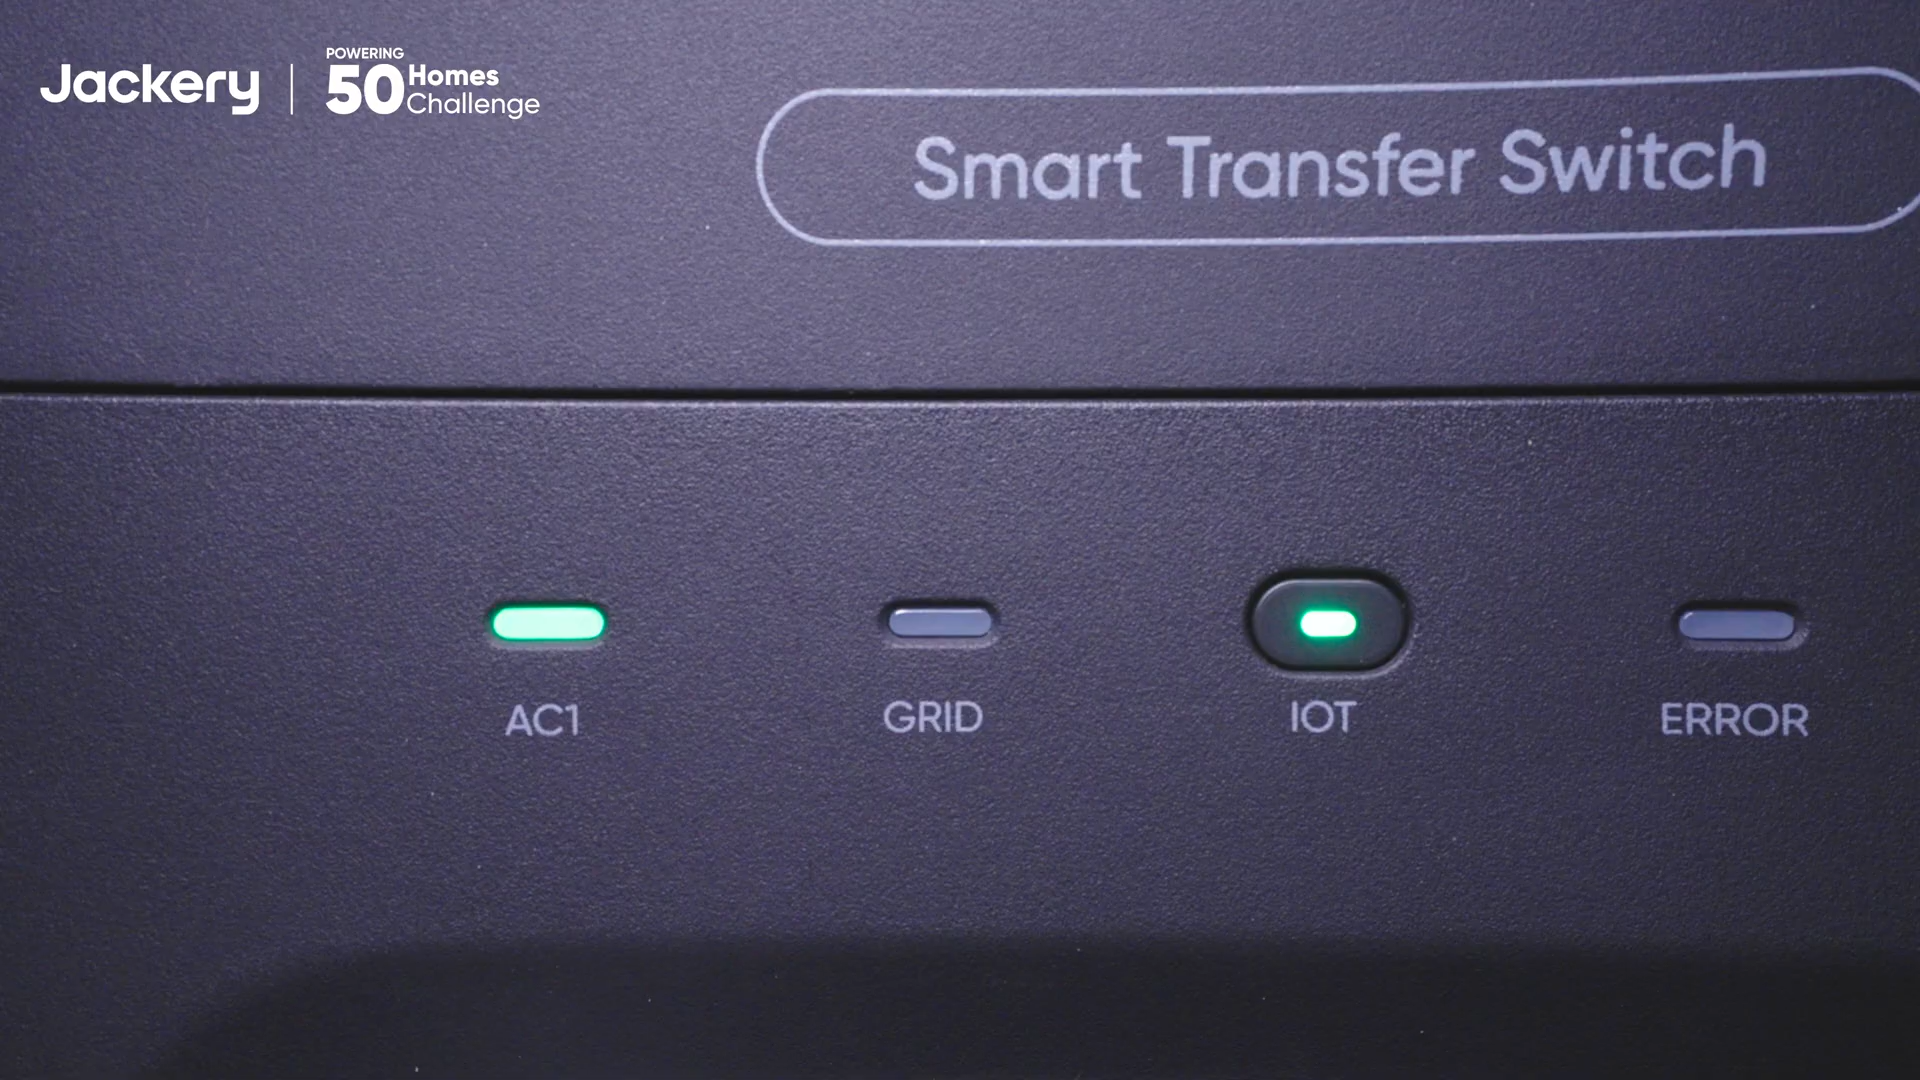 Jackery
POWERING
50 Homes
Challenge
Smart Transfer Switch
AC1
GRID
IOT
ERROR